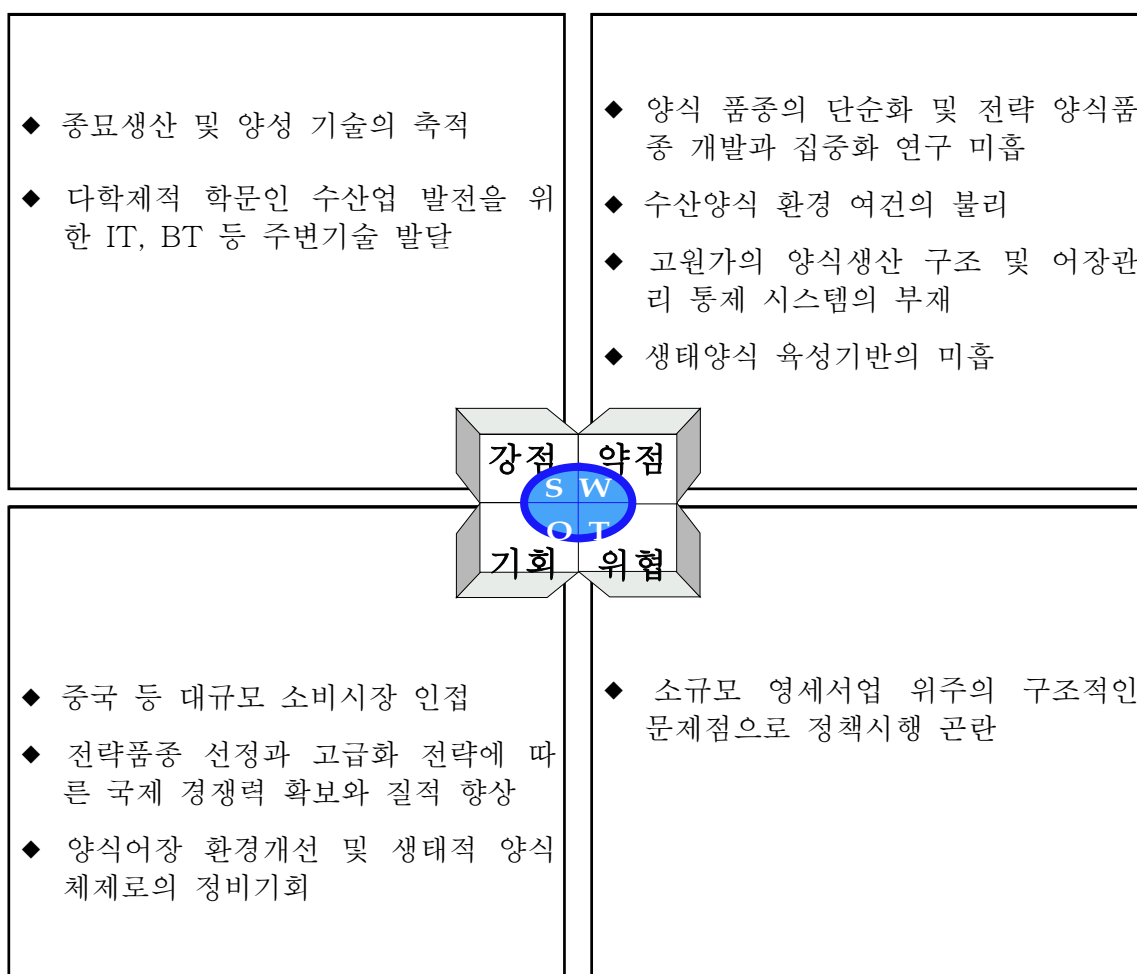 ◆ 종묘생산 및 양성 기술의 축적
◆ 다학제적 학문인 수산업 발전을 위
한 IT, BT 등 주변기술 발달
◆ 양식 품종의 단순화 및 전략 양식품
종 개발과 집중화 연구 미흡
◆ 수산양식 환경 여건의 불리
◆ 고원가의 양식생산 구조 및 어장관
리 통제 시스템의 부재
◆ 생태양식 육성기반의 미흡
강점 약점
S W
O T
기회 위협
◆ 중국 등 대규모 소비시장 인접
◆ 전략품종 선정과 고급화 전략에 따
른 국제 경쟁력 확보와 질적 향상
◆ 양식어장 환경개선 및 생태적 양식
체제로의 정비기회
◆ 소규모 영세서업 위주의 구조적인
문제점으로 정책시행 곤란